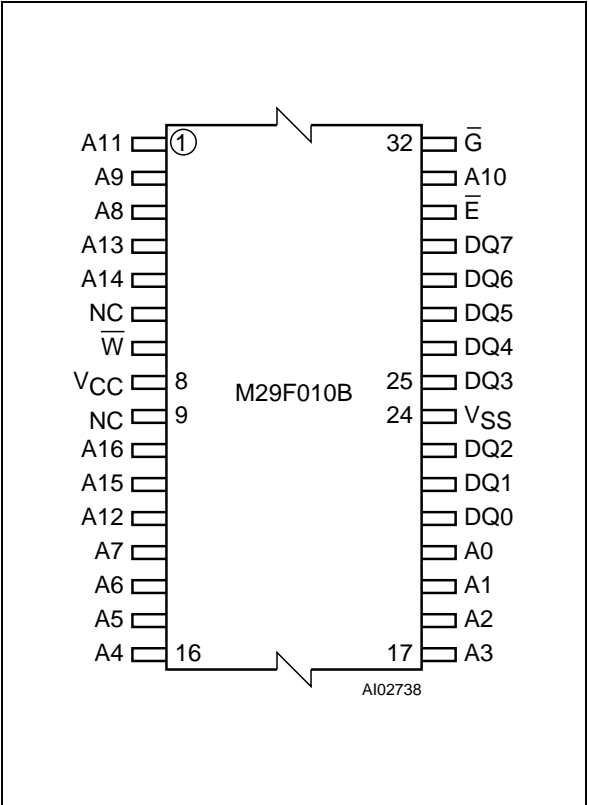 A11 1 32 G̅
A9 A10
A8 E̅
A13 DQ7
A14 DQ6
NC DQ5
W̅ DQ4
VCC 8 M29F010B 25 DQ3
NC 9 24 VSS
A16 DQ2
A15 DQ1
A12 DQ0
A7 A0
A6 A1
A5 A2
A4 16 17 A3
AI02738